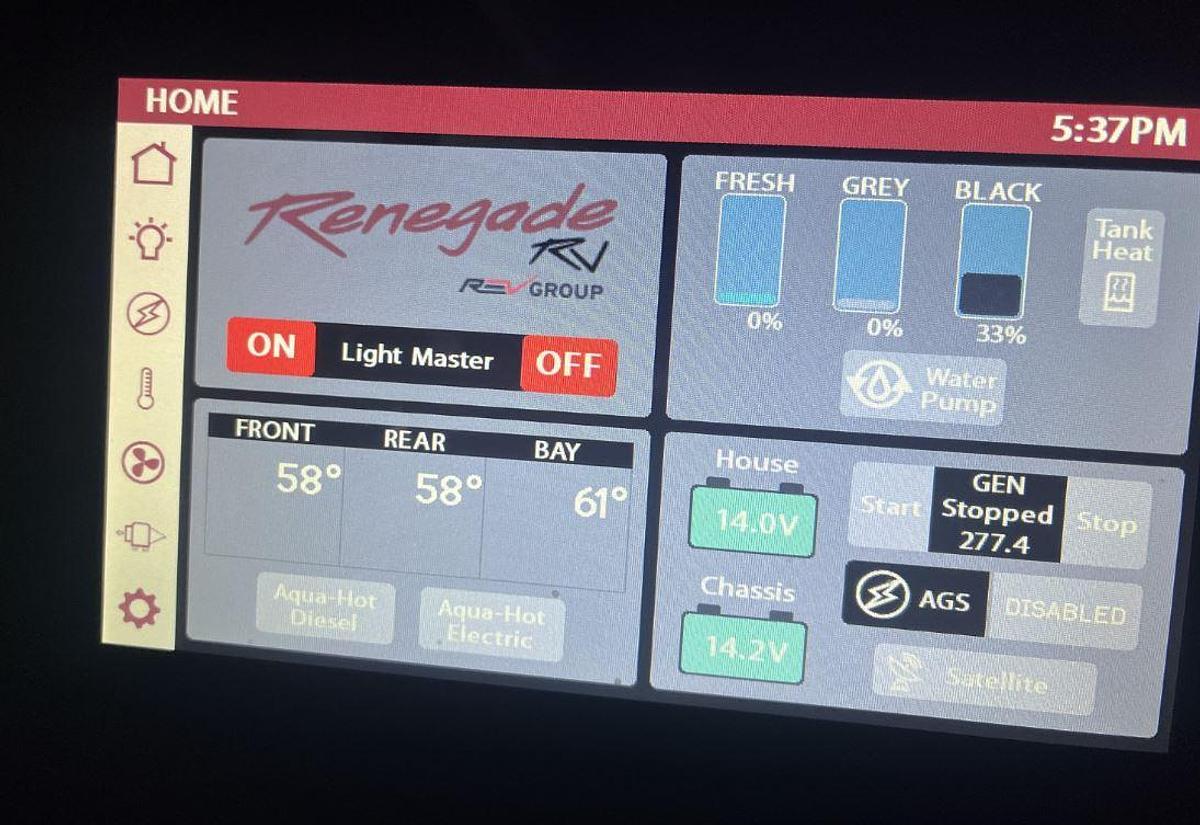 HOME
5:37PM
Renegade
RV
REV GROUP
ON Light Master OFF
FRESH GREY BLACK
0% 0% 33%
Tank
Heat
Water
Pump
FRONT REAR BAY
58° 58° 61°
Aqua-Hot
Diesel
Aqua-Hot
Electric
House
14.0V
Chassis
14.2V
Start
GEN
Stopped
277.4
Stop
AGS DISABLED
Satellite